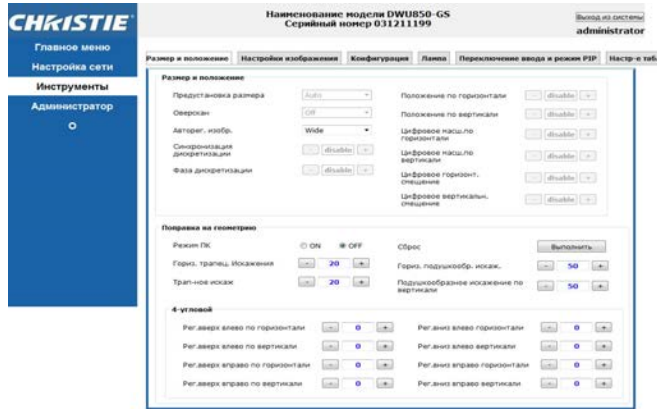 CHRISTIE
Наименование модели DWU850-GS
Серийный номер 031211199
Выход из системы
administrator
Главное меню
Настройка сети
Инструменты
Администратор
О
Размер и положение Настройки изображения Конфигурация Лампа Переключение ввода и режим PIP Настр-е таб
Размер и положение
Предустановка размера Auto
Положение по горизонтали - disable +
Оверскан Off
Положение по вертикали - disable +
Авторег. изобр. Wide
Цифровое масш.по
горизонтали - disable +
Синхронизация
дискретизации - disable +
Цифровое масш.по
вертикали - disable +
Фаза дискретизации - disable +
Цифровое горизонт.
смещение - disable +
Цифровое вертикальн.
смещение - disable +
Поправка на геометрию
Режим ПК ON OFF
Сброс Выполнить
Гориз. трапец. Искажения - 20 +
Гориз. подушкообр. искаж. - 50 +
Трап-ное искаж - 20 +
Подушкообразное искажение по
вертикали - 50 +
4-угловой
Рег.вверх влево по горизонтали - 0 +
Рег.вниз влево горизонтали - 0 +
Рег.вверх влево по вертикали - 0 +
Рег.вниз влево вертикали - 0 +
Рег.вверх вправо по горизонтали - 0 +
Рег.вниз вправо горизонтали - 0 +
Рег.вверх вправо по вертикали - 0 +
Рег.вниз вправо вертикали - 0 +